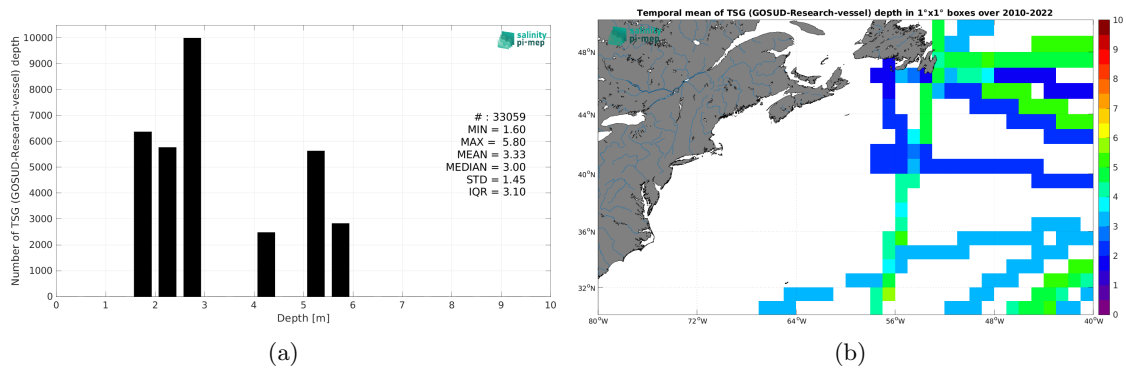 Number of TSG (GOSUD-Research-vessel) depth
10000
9000
8000
7000
6000
5000
4000
3000
2000
1000
0
0 1 2 3 4 5 6 7 8 9 10
Depth [m]
salinity
pi-mep
# : 33059
MIN = 1.60
MAX = 5.80
MEAN = 3.33
MEDIAN = 3.00
STD = 1.45
IQR = 3.10
(a)
Temporal mean of TSG (GOSUD-Research-vessel) depth in 1°x1° boxes over 2010-2022
salinity
pi-mep
48°N
44°N
40°N
36°N
32°N
80°W 72°W 64°W 56°W 48°W 40°W
10
9
8
7
6
5
4
3
2
1
0
(b)